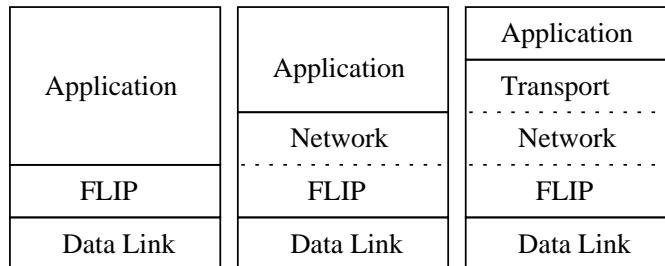 Application
FLIP
Data Link
Application
Network
FLIP
Data Link
Application
Transport
Network
FLIP
Data Link